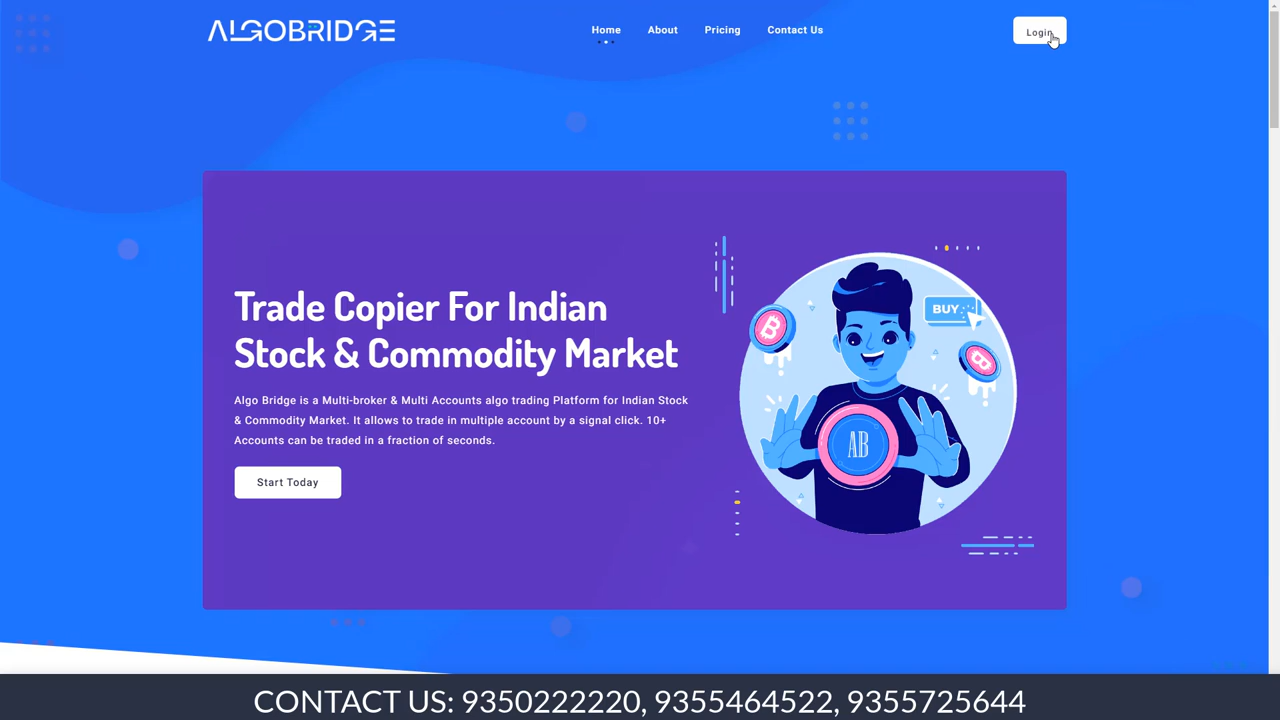 ALGOBRIDGE
Home
About
Pricing
Contact Us
Login
Trade Copier For Indian
Stock & Commodity Market
Algo Bridge is a Multi-broker & Multi Accounts algo trading Platform for Indian Stock
& Commodity Market. It allows to trade in multiple account by a signal click. 10+
Accounts can be traded in a fraction of seconds.
Start Today
BUY
AB
CONTACT US: 9350222220, 9355464522, 9355725644